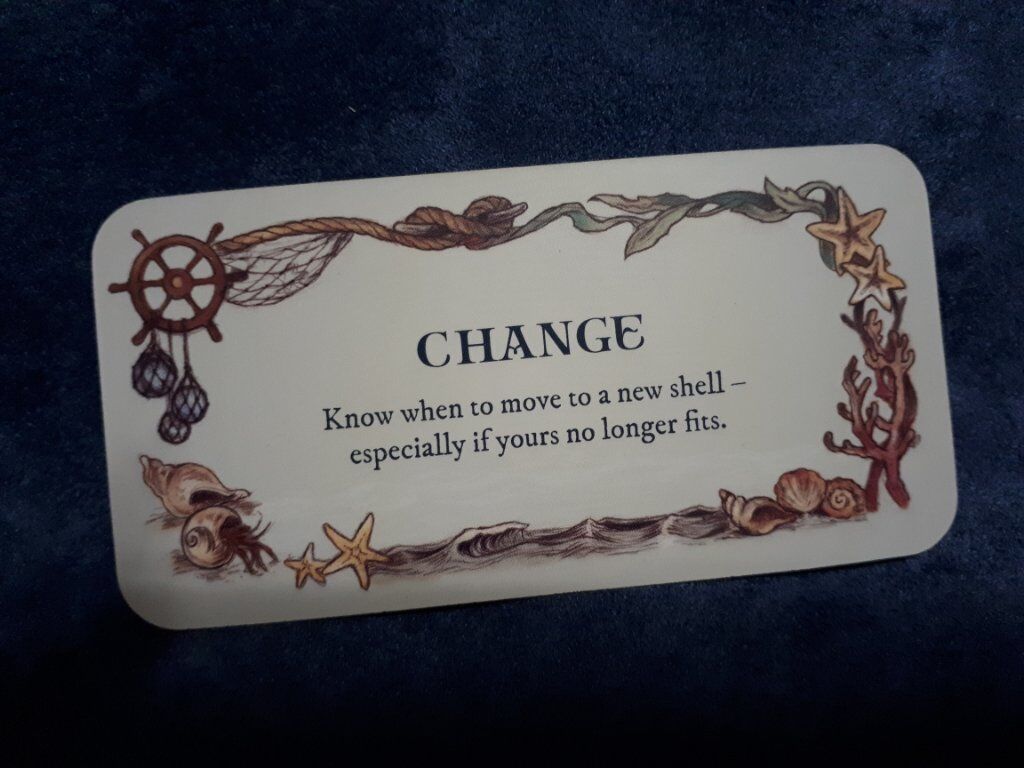 CHANGE
Know when to move to a new shell –
especially if yours no longer fits.